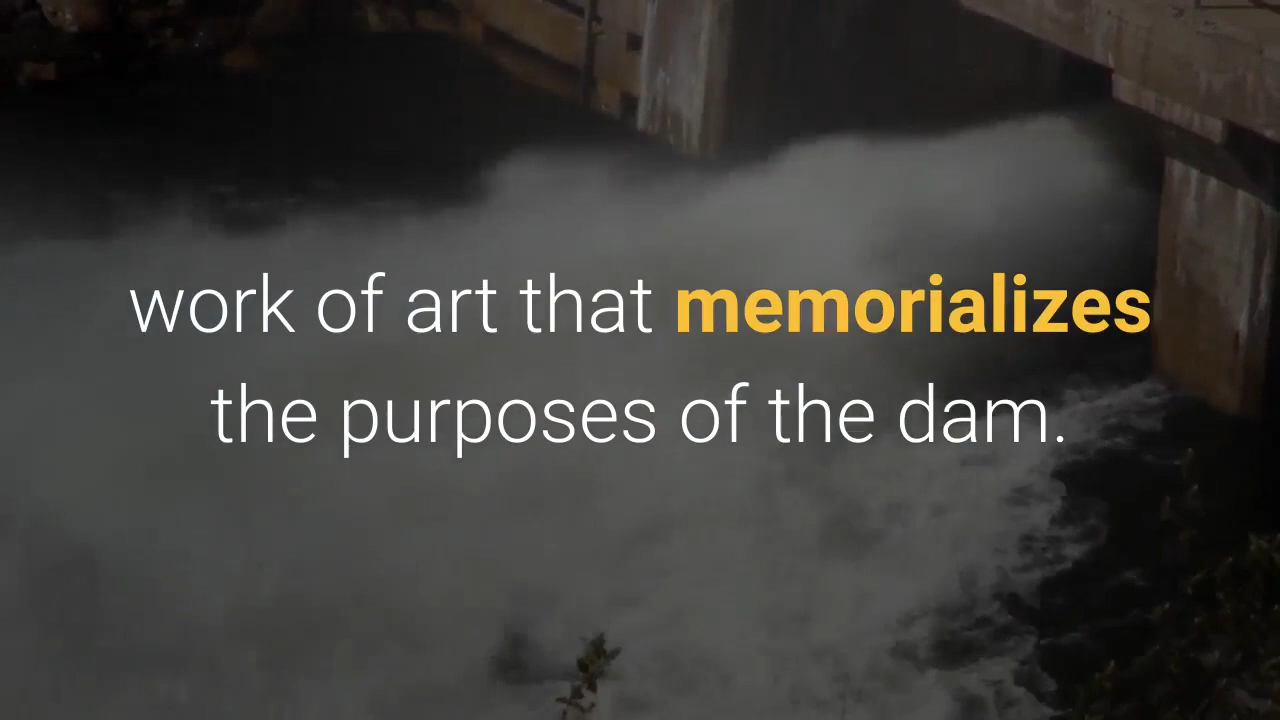 work of art that memorializes
the purposes of the dam.